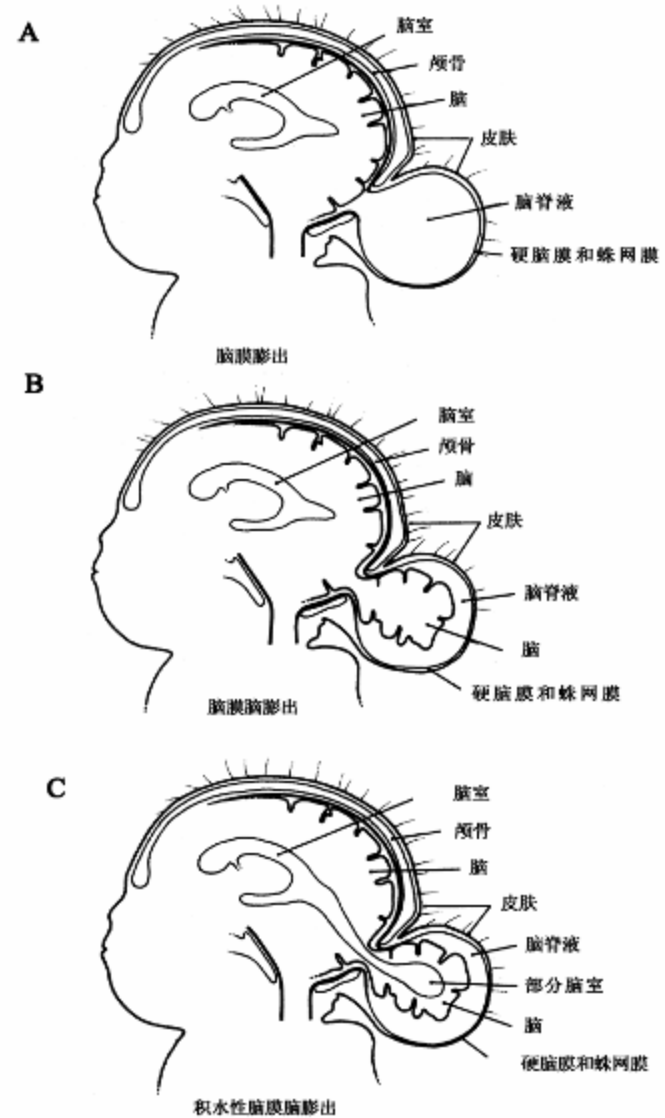 A
脑室
颅骨
脑
皮肤
脑脊液
硬脑膜和蛛网膜
脑膜膨出
B
脑室
颅骨
脑
皮肤
脑脊液
脑
硬脑膜和蛛网膜
脑膜脑膨出
C
脑室
颅骨
脑
皮肤
脑脊液
部分脑室
脑
硬脑膜和蛛网膜
积水性脑膜脑膨出